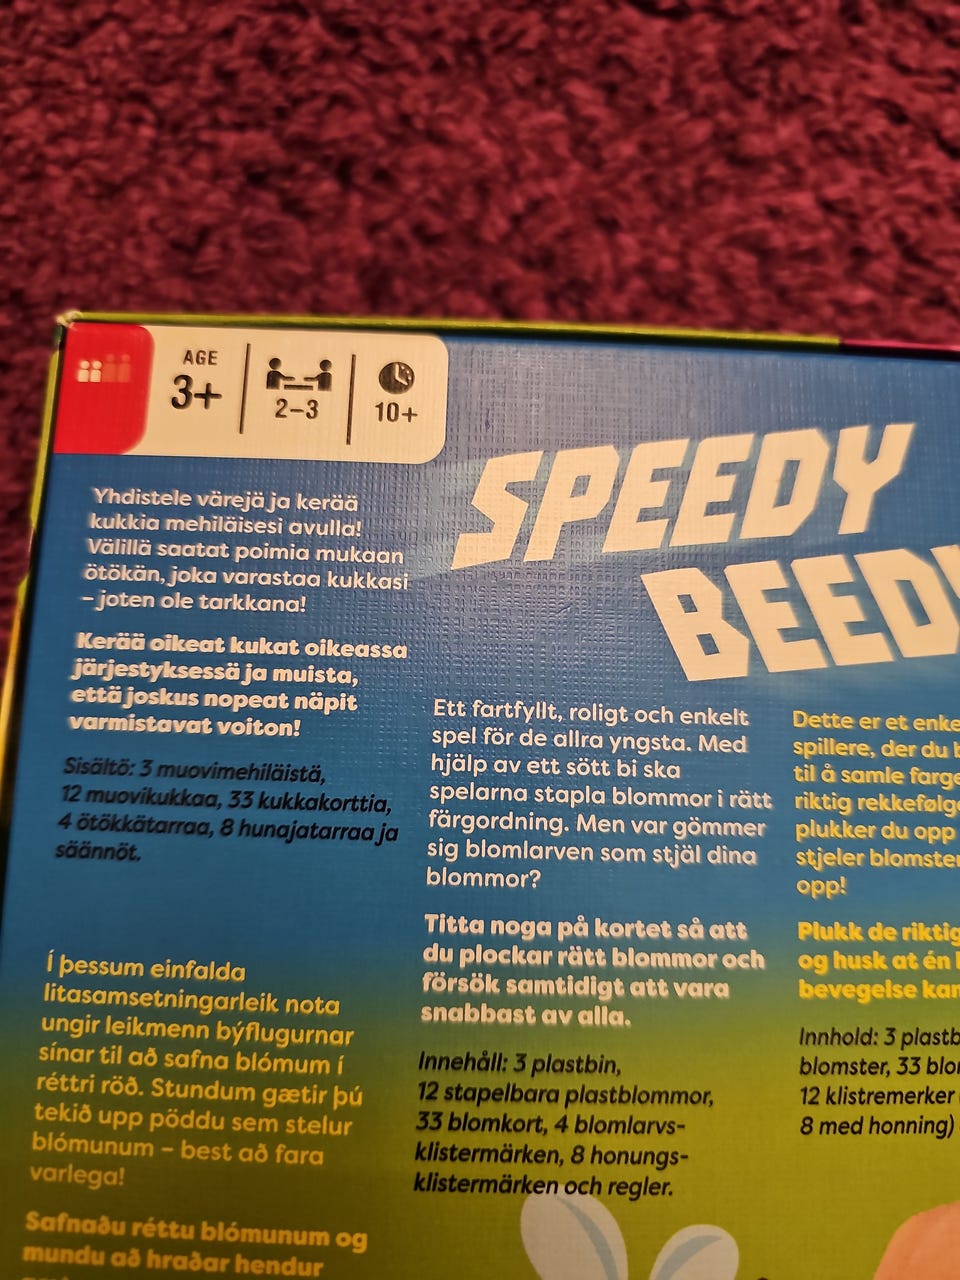 AGE
3+
2–3
10+
SPEEDY
Yhdistele värejä ja kerää
kukkia mehiläisesi avulla!
Välillä saatat poimia mukaan
ötökän, joka varastaa kukkasi
– joten ole tarkkana!
Kerää oikeat kukat oikeassa
järjestyksessä ja muista,
että joskus nopeat näpit
varmistavat voiton!
Sisältö: 3 muovimehiläistä,
12 muovikukkaa, 33 kukkakorttia,
4 ötökkätarraa, 8 hunajatarraa ja
säännöt.
Í þessum einfalda
litasamsetningarleik nota
ungir leikmenn býflugurnar
sínar til að safna blómum í
réttri röð. Stundum gætir þú
tekið upp pöddu sem stelur
blómunum – best að fara
varlega!
Safnaðu réttu blómunum og
mundu að hraðar hendur
Ett fartfyllt, roligt och enkelt
spel för de allra yngsta. Med
hjälp av ett sött bi ska
spelarna stapla blommor i rätt
färgordning. Men var gömmer
sig blomlarven som stjäl dina
blommor?
Titta noga på kortet så att
du plockar rätt blommor och
försök samtidigt att vara
snabbast av alla.
Innehåll: 3 plastbin,
12 stapelbara plastblommor,
33 blomkort, 4 blomlarvs-
klistermärken, 8 honungs-
klistermärken och regler.
Dette er et
spillere, der du
til å samle
riktig
plukker du opp
stjeler
opp!
Plukk de
og husk at én
bevegelse
Innhold: 3
blomster, 33
12 klistremerker
8 med honning)